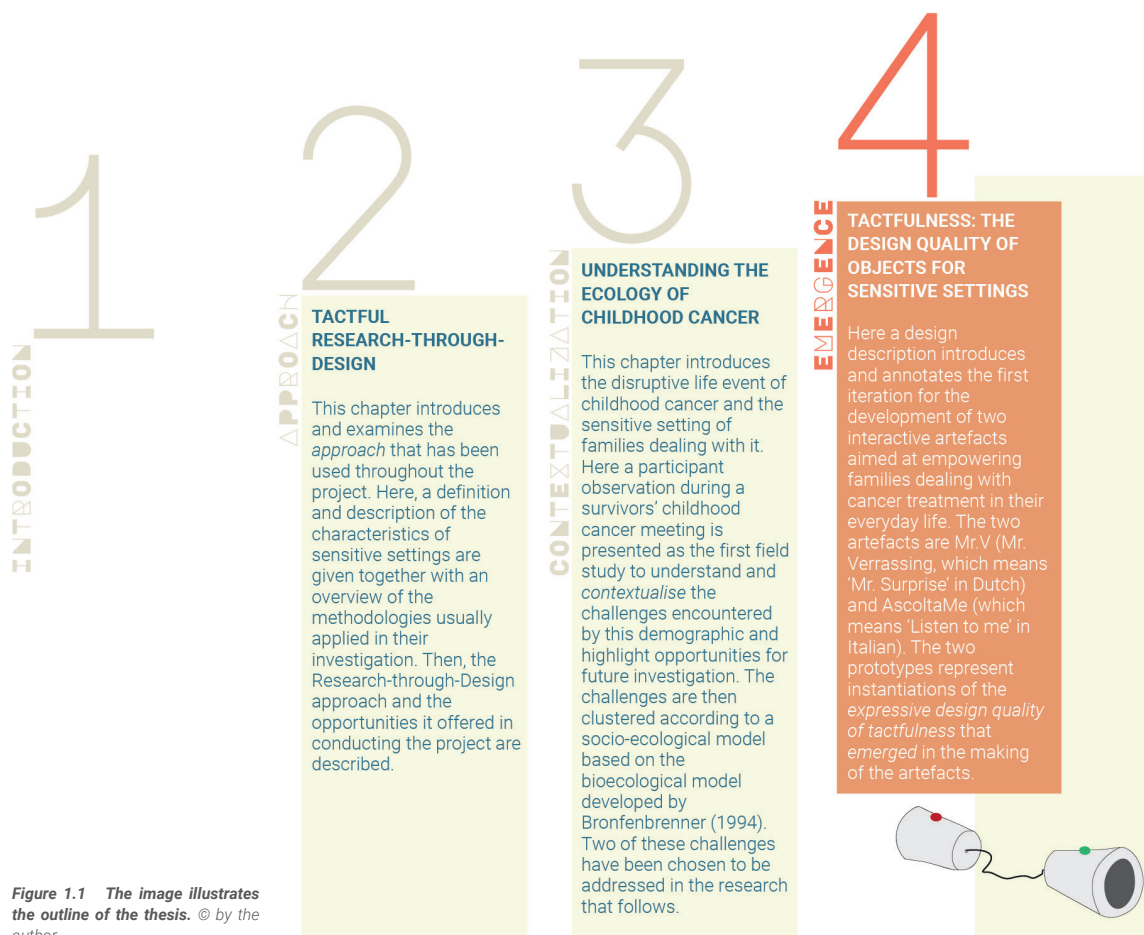 1
INTRODUCTION
2
APPROACH
TACTFUL
RESEARCH-THROUGH-
DESIGN
This chapter introduces
and examines the
approach that has been
used throughout the
project. Here, a definition
and description of the
characteristics of
sensitive settings are
given together with an
overview of the
methodologies usually
applied in their
investigation. Then, the
Research-through-Design
approach and the
opportunities it offered in
conducting the project are
described.
3
CONTEXTUALIZATION
UNDERSTANDING THE
ECOLOGY OF
CHILDHOOD CANCER
This chapter introduces
the disruptive life event of
childhood cancer and the
sensitive setting of
families dealing with it.
Here a participant
observation during a
survivors’ childhood
cancer meeting is
presented as the first field
study to understand and
contextualise the
challenges encountered
by this demographic and
highlight opportunities for
future investigation. The
challenges are then
clustered according to a
socio-ecological model
based on the
bioecological model
developed by
Bronfenbrenner (1994).
Two of these challenges
have been chosen to be
addressed in the research
that follows.
4
EMERGENCE
TACTFULNESS: THE
DESIGN QUALITY OF
OBJECTS FOR
SENSITIVE SETTINGS
Here a design
description introduces
and annotates the first
iteration for the
development of two
interactive artefacts
aimed at empowering
families dealing with
cancer treatment in their
everyday life. The two
artefacts are Mr.V (Mr.
Verrassing, which means
‘Mr. Surprise’ in Dutch)
and AscoltaMe (which
means ‘Listen to me’ in
Italian). The two
prototypes represent
instantiations of the
expressive design quality
of tactfulness that
emerged in the making
of the artefacts.
Figure 1.1 The image illustrates
the outline of the thesis. © by the
author